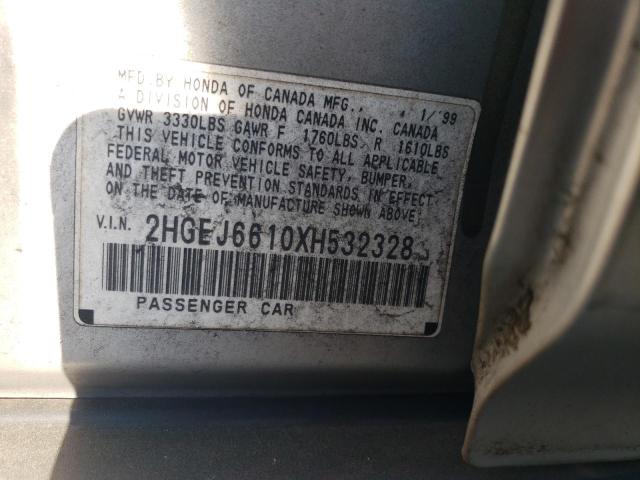 MFD.BY HONDA OF CANADA MFG., 1/'99
A DIVISION OF HONDA CANADA INC. CANADA
GVWR 3330LBS GAWR F 1760LBS R 1610LBS
THIS VEHICLE CONFORMS TO ALL APPLICABLE
FEDERAL MOTOR VEHICLE SAFETY, BUMPER,
AND THEFT PREVENTION STANDARDS IN EFFECT
ON THE DATE OF MANUFACTURE SHOWN ABOVE.
V.I.N. 2HGEJ6610XH532328
PASSENGER CAR